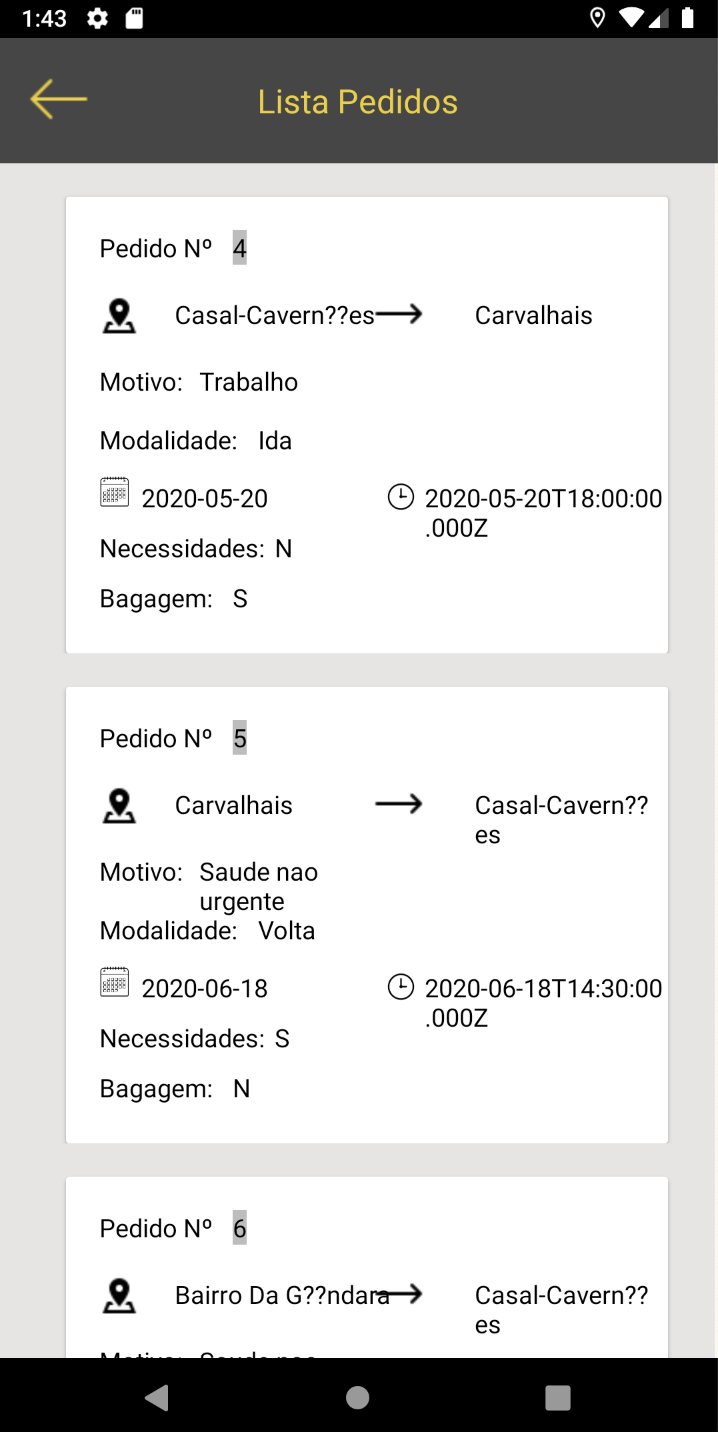 1:43
Lista Pedidos
Pedido Nº 4
Casal-Cavern??es Carvalhais
Motivo: Trabalho
Modalidade: Ida
2020-05-20 2020-05-20T18:00:00
.000Z
Necessidades: N
Bagagem: S
Pedido Nº 5
Carvalhais Casal-Cavern??
es
Motivo: Saude nao
urgente
Modalidade: Volta
2020-06-18 2020-06-18T14:30:00
.000Z
Necessidades: S
Bagagem: N
Pedido Nº 6
Bairro Da G??ndara Casal-Cavern??
es
Motivo: Saude nao